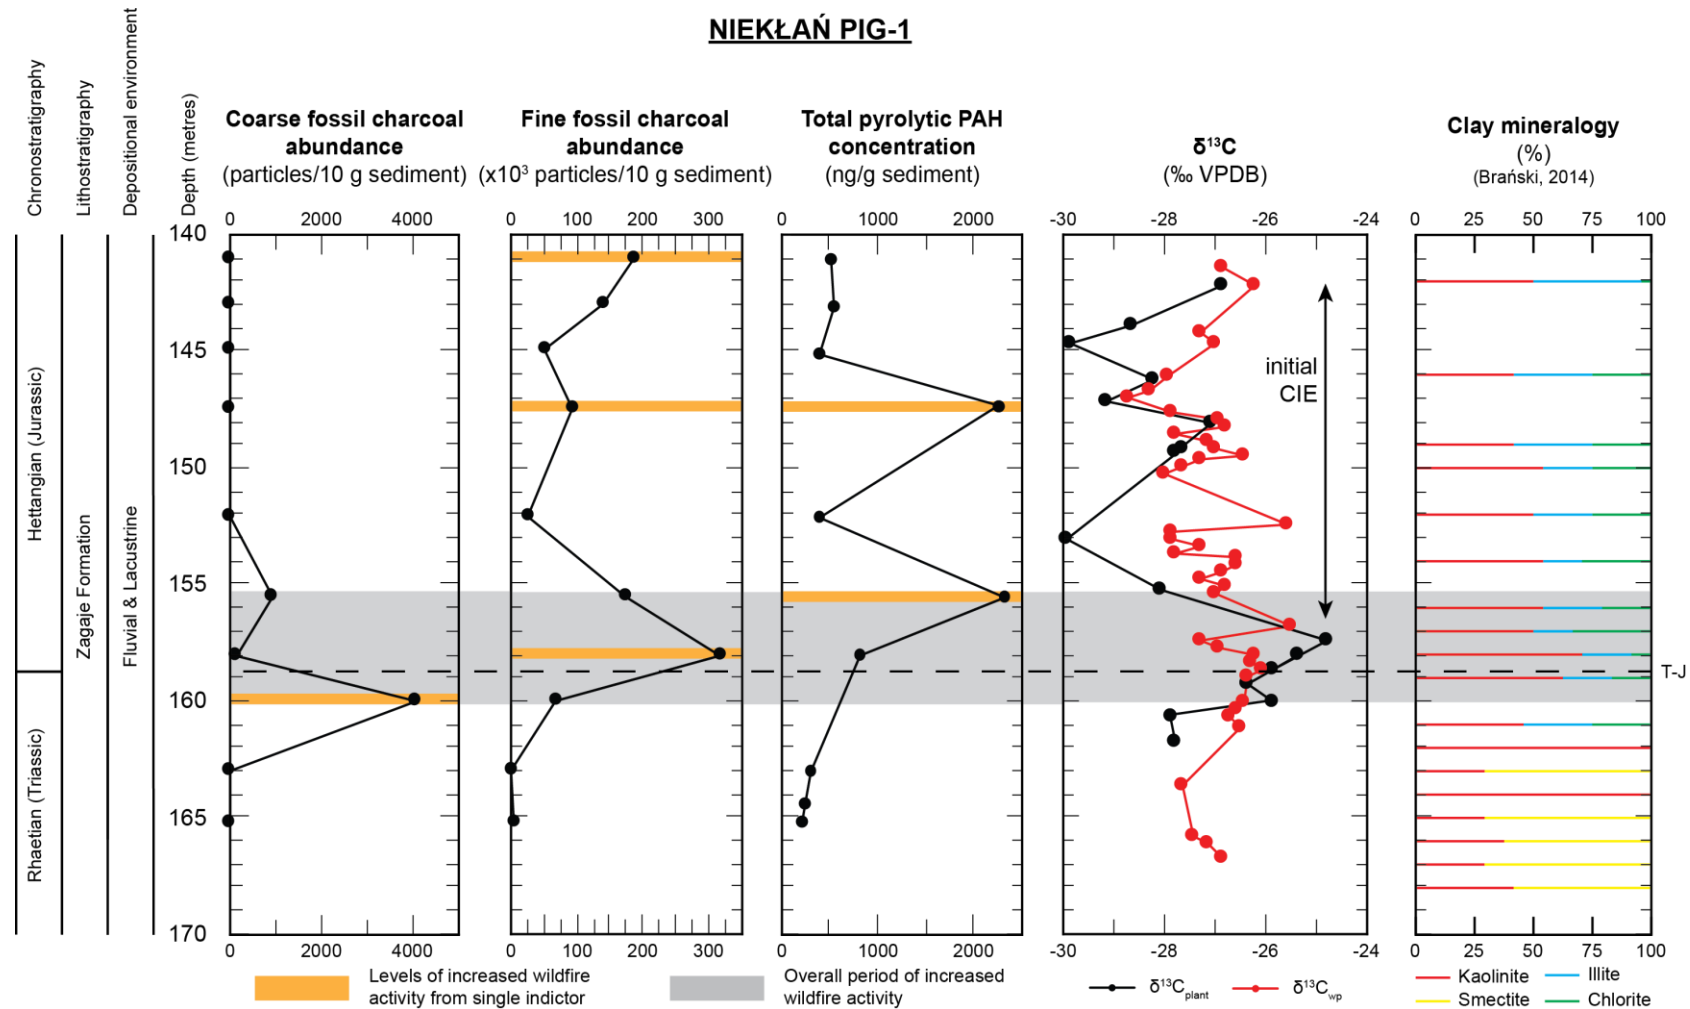 NIEKŁAŃ PIG-1
Chronostratigraphy
Lithostratigraphy
Depositional environment
Depth (metres)
Coarse fossil charcoal
abundance
(particles/10 g sediment)
Fine fossil charcoal
abundance
(x10³ particles/10 g sediment)
Total pyrolytic PAH
concentration
(ng/g sediment)
δ¹³C
(‰ VPDB)
Clay mineralogy
(%)
(Brański, 2014)
0 2000 4000
0 100 200 300
0 1000 2000
-30 -28 -26 -24
0 25 50 75 100
140
145
150
155
160
165
170
Hettangian (Jurassic)
Rhaetian (Triassic)
Zagaje Formation
Fluvial & Lacustrine
initial
CIE
T-J
0 2000 4000
0 100 200 300
0 1000 2000
-30 -28 -26 -24
0 25 50 75 100
Levels of increased wildfire
activity from single indictor
Overall period of increased
wildfire activity
δ¹³Cplant
δ¹³Cwp
Kaolinite Illite
Smectite Chlorite